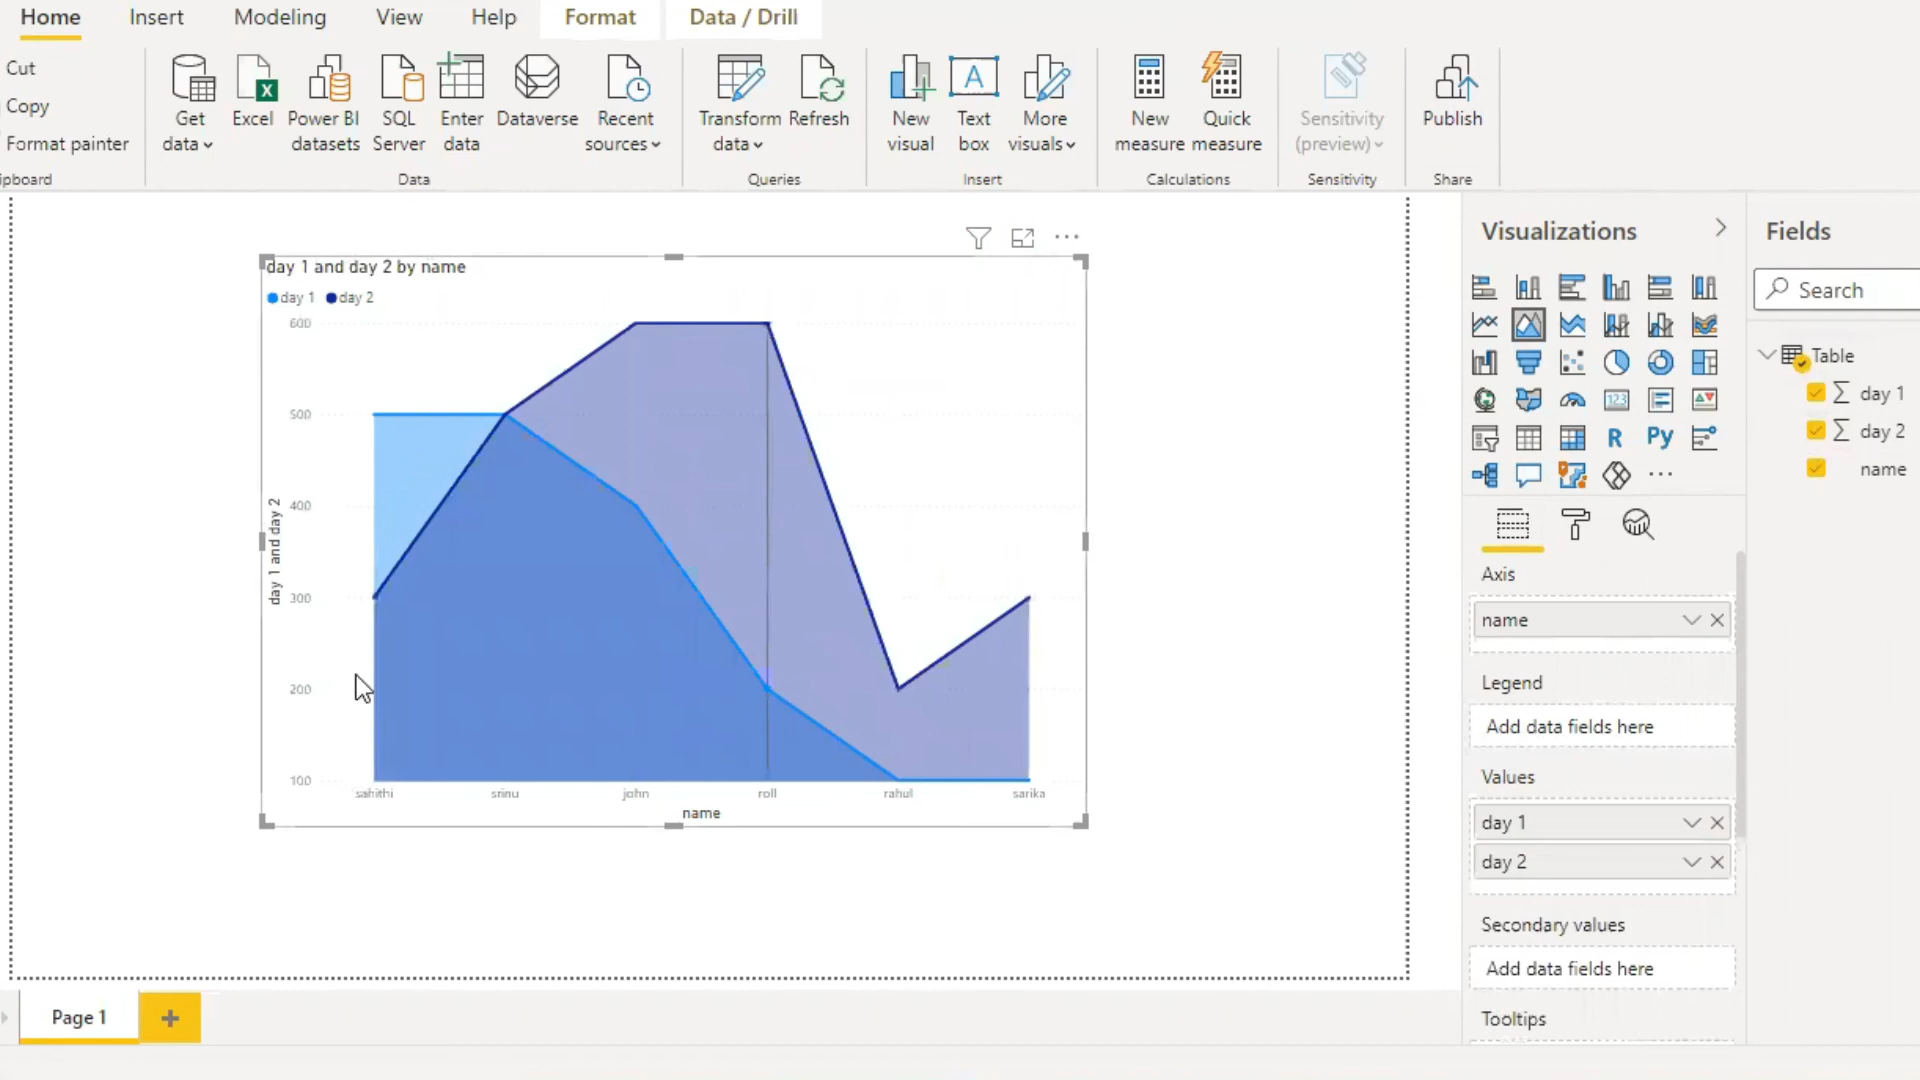 Home Insert Modeling View Help Format Data / Drill
Cut
Copy
Format painter
ipboard
Get data
Excel
Power BI datasets
SQL Server
Enter data
Dataverse
Recent sources
Data
Transform data
Refresh
Queries
New visual
A
Text box
More visuals
Insert
New measure
Quick measure
Calculations
Sensitivity (preview)
Sensitivity
Publish
Share
day 1 and day 2 by name
day 1 day 2
600
500
400
300
200
100
day 1 and day 2
sahithi srinu john roll rahul sarika
name
Visualizations
123
R Py
Axis
name
Legend
Add data fields here
Values
day 1
day 2
Secondary values
Add data fields here
Tooltips
Fields
Search
Table
∑ day 1
∑ day 2
name
Page 1
+